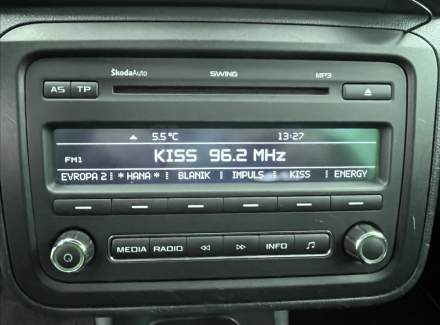 ŠkodaAuto SWING MP3
AS TP
5.5°C 13:27
FM1 KISS 96.2 MHz
EVROPA 2 * HANA * BLANIK IMPULS KISS ENERGY
MEDIA RADIO INFO